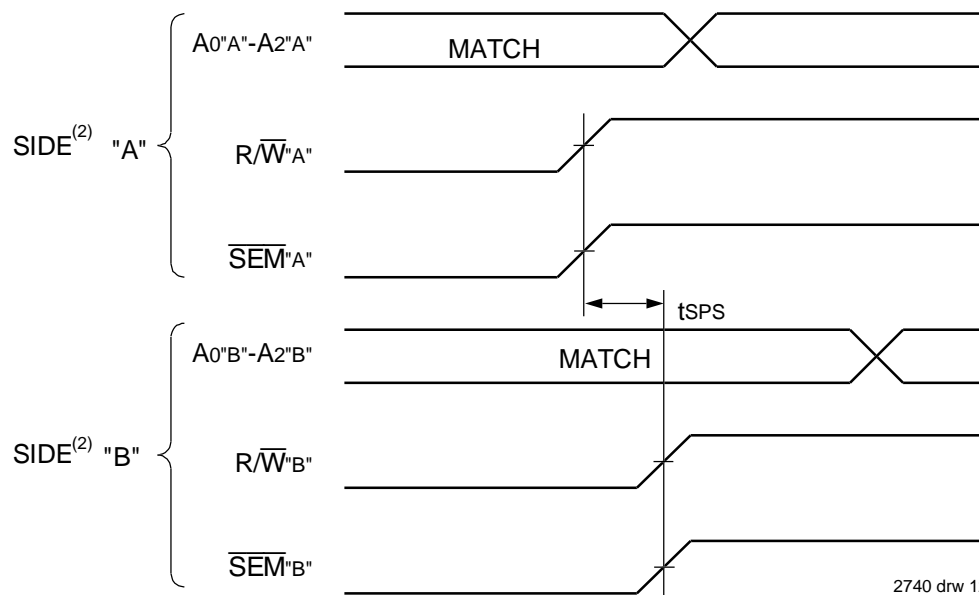 A0"A"-A2"A"
MATCH
SIDE(2) "A"
R/W"A"
SEM"A"
tSPS
A0"B"-A2"B"
MATCH
SIDE(2) "B"
R/W"B"
SEM"B"
2740 drw 1